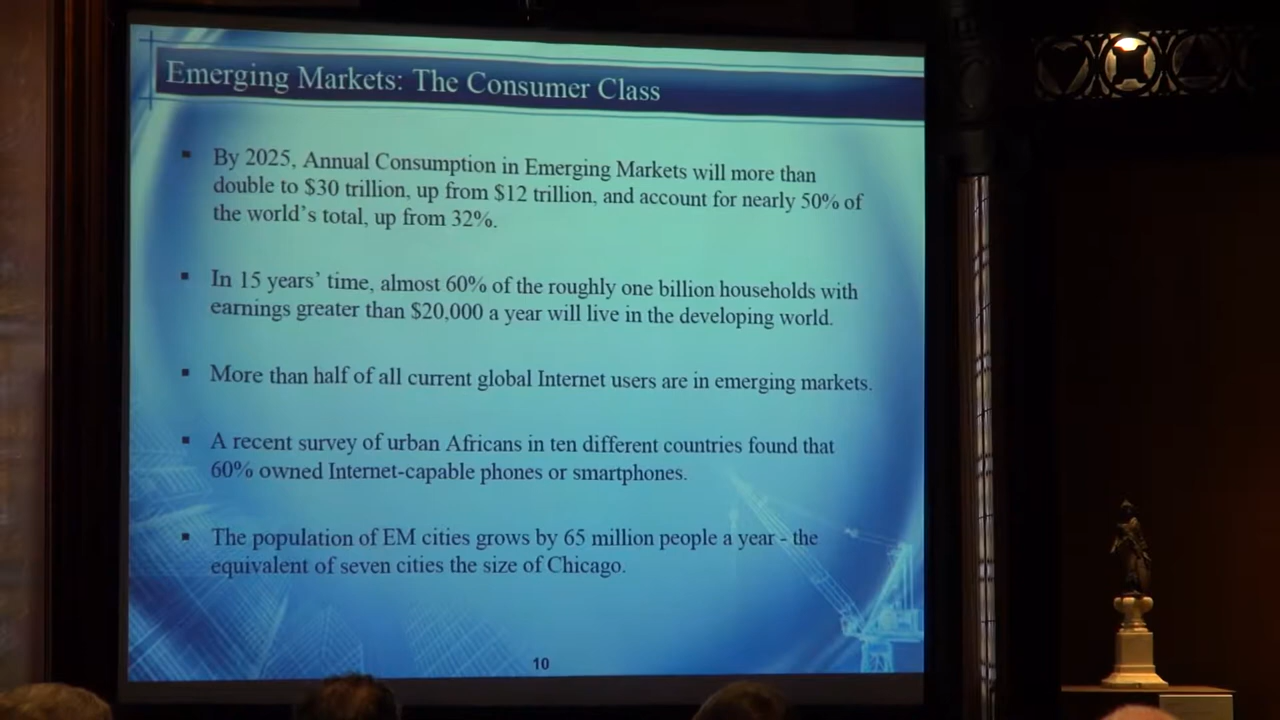 Emerging Markets: The Consumer Class
▪ By 2025, Annual Consumption in Emerging Markets will more than
double to $30 trillion, up from $12 trillion, and account for nearly 50% of
the world's total, up from 32%.
▪ In 15 years' time, almost 60% of the roughly one billion households with
earnings greater than $20,000 a year will live in the developing world.
▪ More than half of all current global Internet users are in emerging markets.
▪ A recent survey of urban Africans in ten different countries found that
60% owned Internet-capable phones or smartphones.
▪ The population of EM cities grows by 65 million people a year - the
equivalent of seven cities the size of Chicago.
10